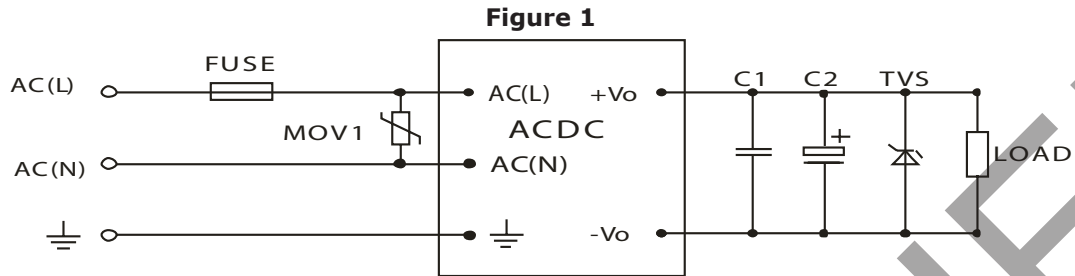 Figure 1
FUSE
C1 C2 TVS
AC(L) AC(L) +Vo
MOV1 ACDC + LOAD
AC(N) AC(N)
-Vo